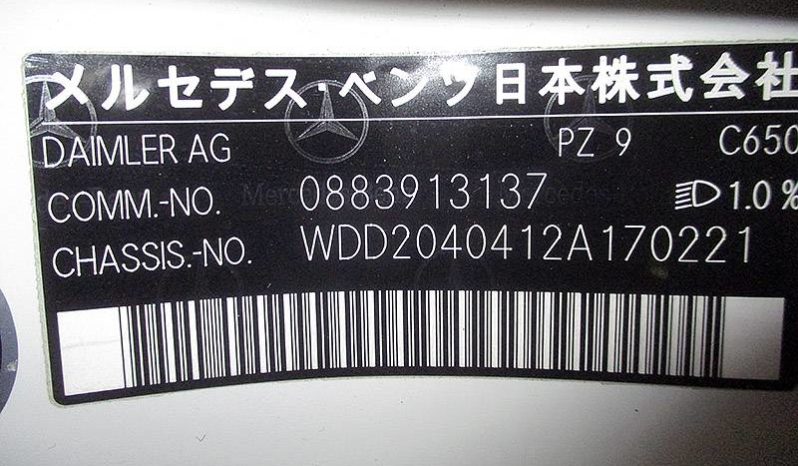 メルセデス・ベンツ日本株式会社
DAIMLER AG PZ 9 C650
COMM.-NO. 0883913137 1.0 %
CHASSIS.-NO. WDD2040412A170221